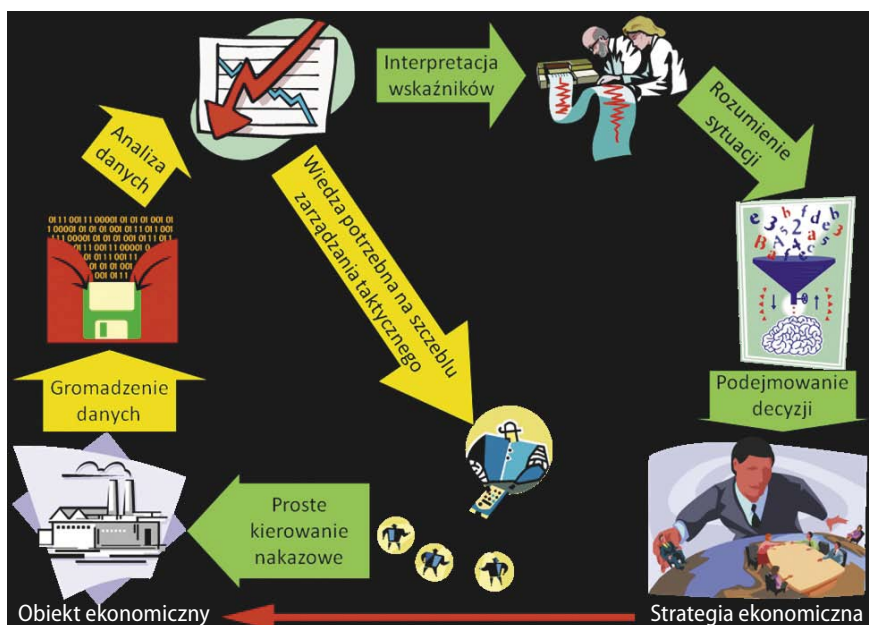 Interpretacja
wskaźników
Rozumienie
sytuacji
Analiza
danych
Wiedza potrzebna na szczeblu
zarządzania taktycznego
Gromadzenie
danych
Podejmowanie
decyzji
Proste
kierowanie
nakazowe
Obiekt ekonomiczny
Strategia ekonomiczna